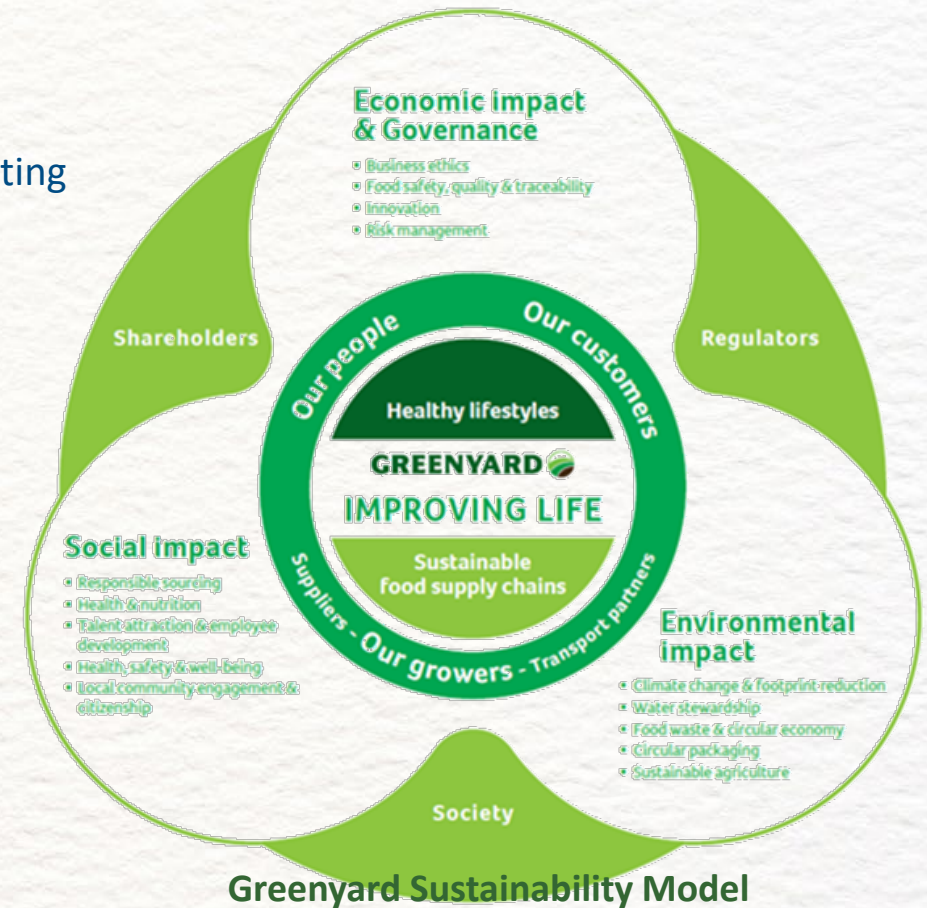 ting
Economic impact
& Governance
• Business ethics
• Food safety, quality & traceability
• Innovation
• Risk management
Shareholders
Regulators
Our people
Our customers
Healthy lifestyles
GREENYARD
IMPROVING LIFE
Sustainable
food supply chains
Suppliers - Our growers - Transport partners
Social impact
• Responsible sourcing
• Health & nutrition
• Talent attraction & employee
development
• Health, safety & well-being
• Local community engagement &
citizenship
Environmental
impact
• Climate change & footprint reduction
• Water stewardship
• Food waste & circular economy
• Circular packaging
• Sustainable agriculture
Society
Greenyard Sustainability Model